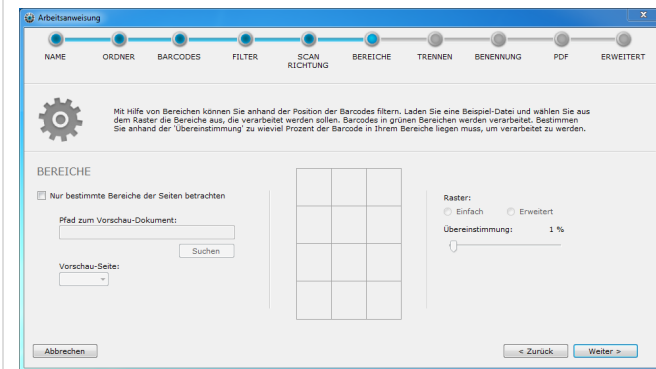 Arbeitsanweisung
X
NAME
ORDNER
BARCODES
FILTER
SCAN
RICHTUNG
BEREICHE
TRENNEN
BENENNUNG
PDF
ERWEITERT
Mit Hilfe von Bereichen können Sie anhand der Position der Barcodes filtern. Laden Sie eine Beispiel-Datei und wählen Sie aus
dem Raster die Bereiche aus, die verarbeitet werden sollen. Barcodes in grünen Bereichen werden verarbeitet. Bestimmen
Sie anhand der 'Übereinstimmung' zu wieviel Prozent der Barcode in Ihrem Bereiche liegen muss, um verarbeitet zu werden.
BEREICHE
Nur bestimmte Bereiche der Seiten betrachten
Pfad zum Vorschau-Dokument:
Suchen
Vorschau-Seite:
Raster:
Einfach
Erweitert
Übereinstimmung:
1 %
Abbrechen
< Zurück
Weiter >